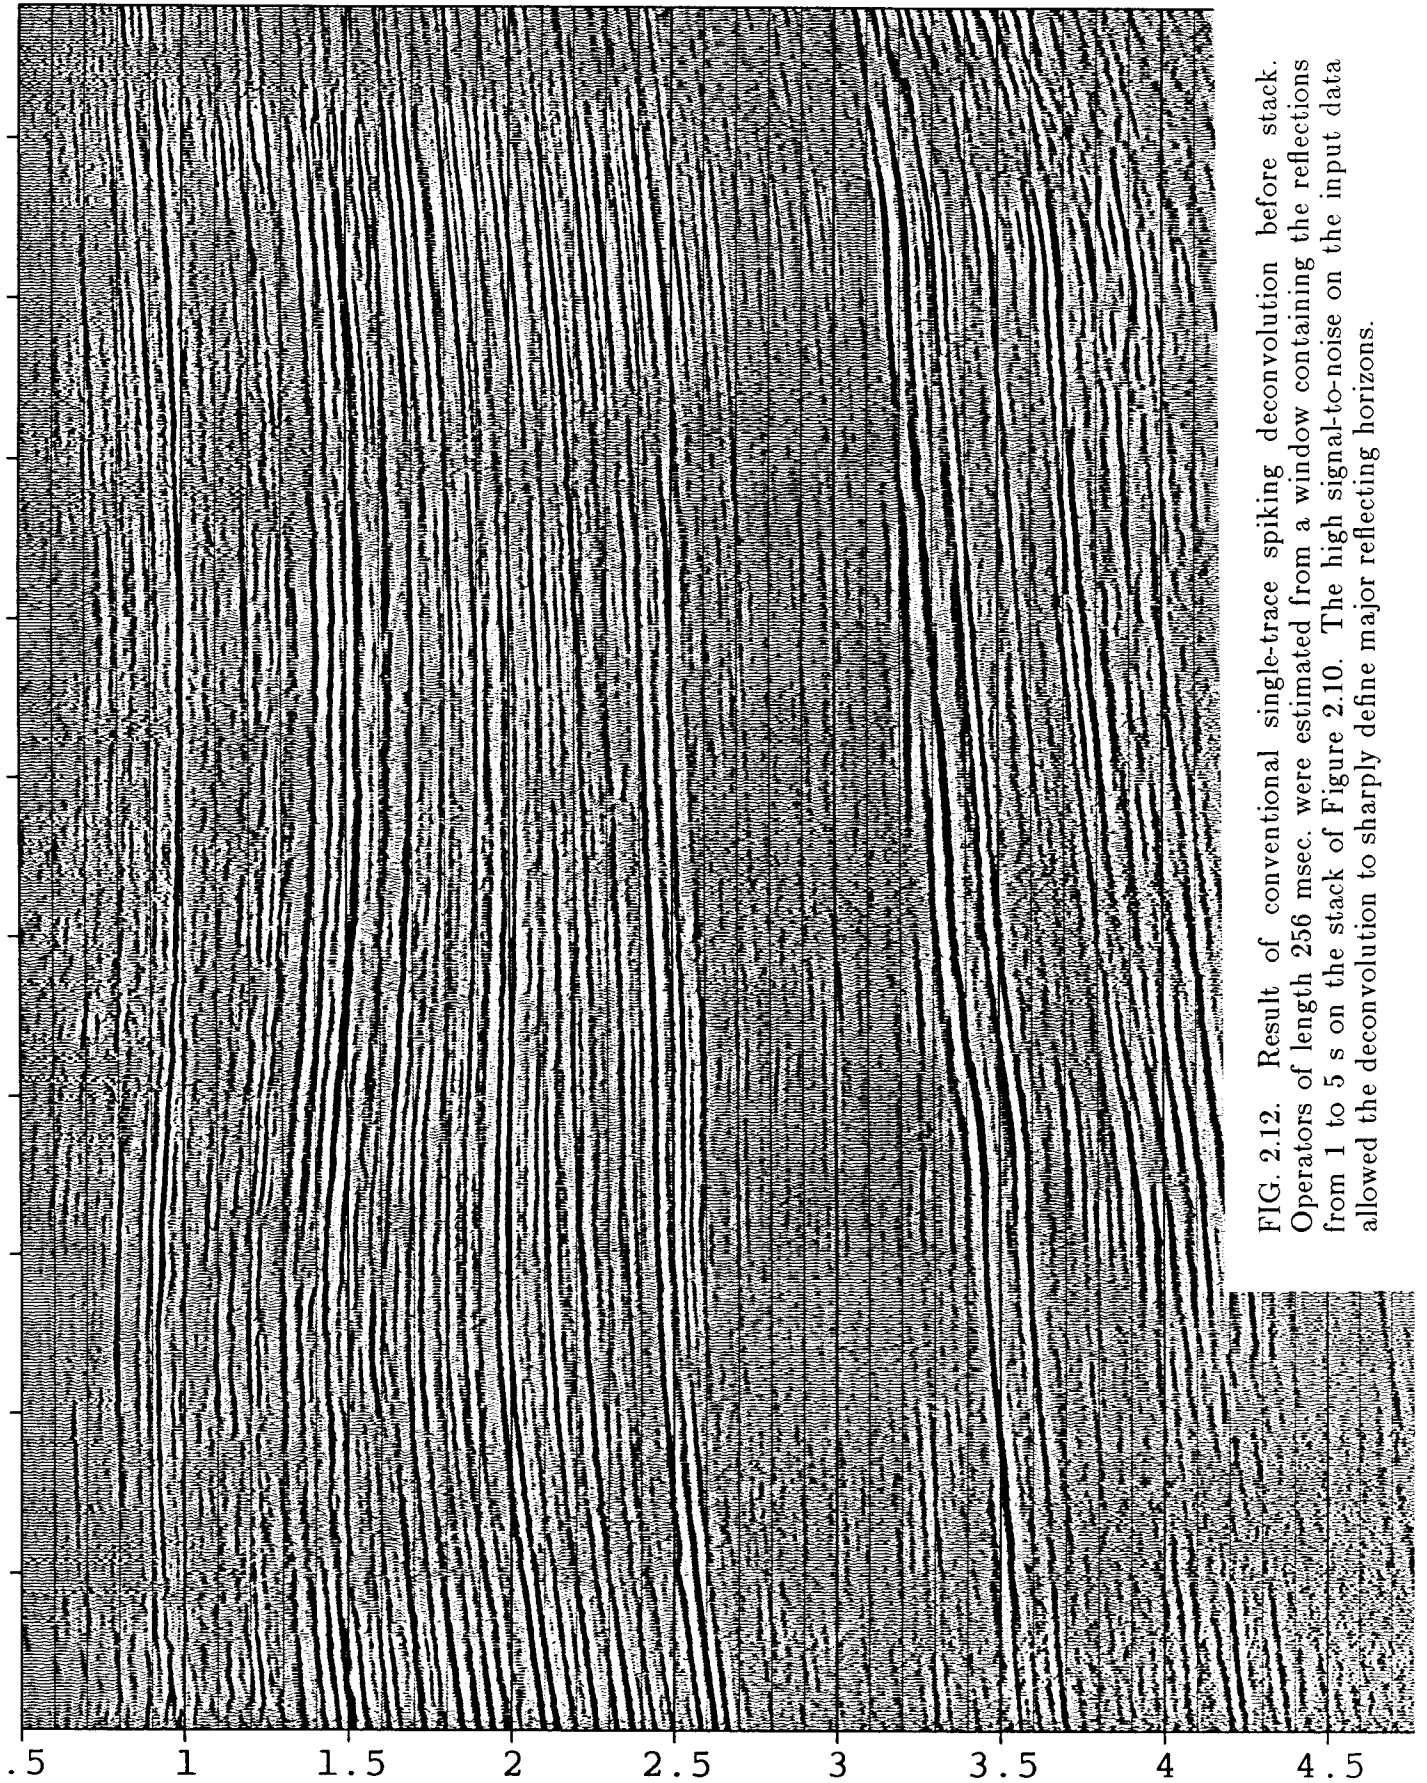 .5
1
1.5
2
2.5
3
3.5
4
4.5
FIG. 2.12. Result of conventional single-trace spiking deconvolution before stack.
Operators of length 256 msec. were estimated from a window containing the reflections
from 1 to 5 s on the stack of Figure 2.10. The high signal-to-noise on the input data
allowed the deconvolution to sharply define major reflecting horizons.